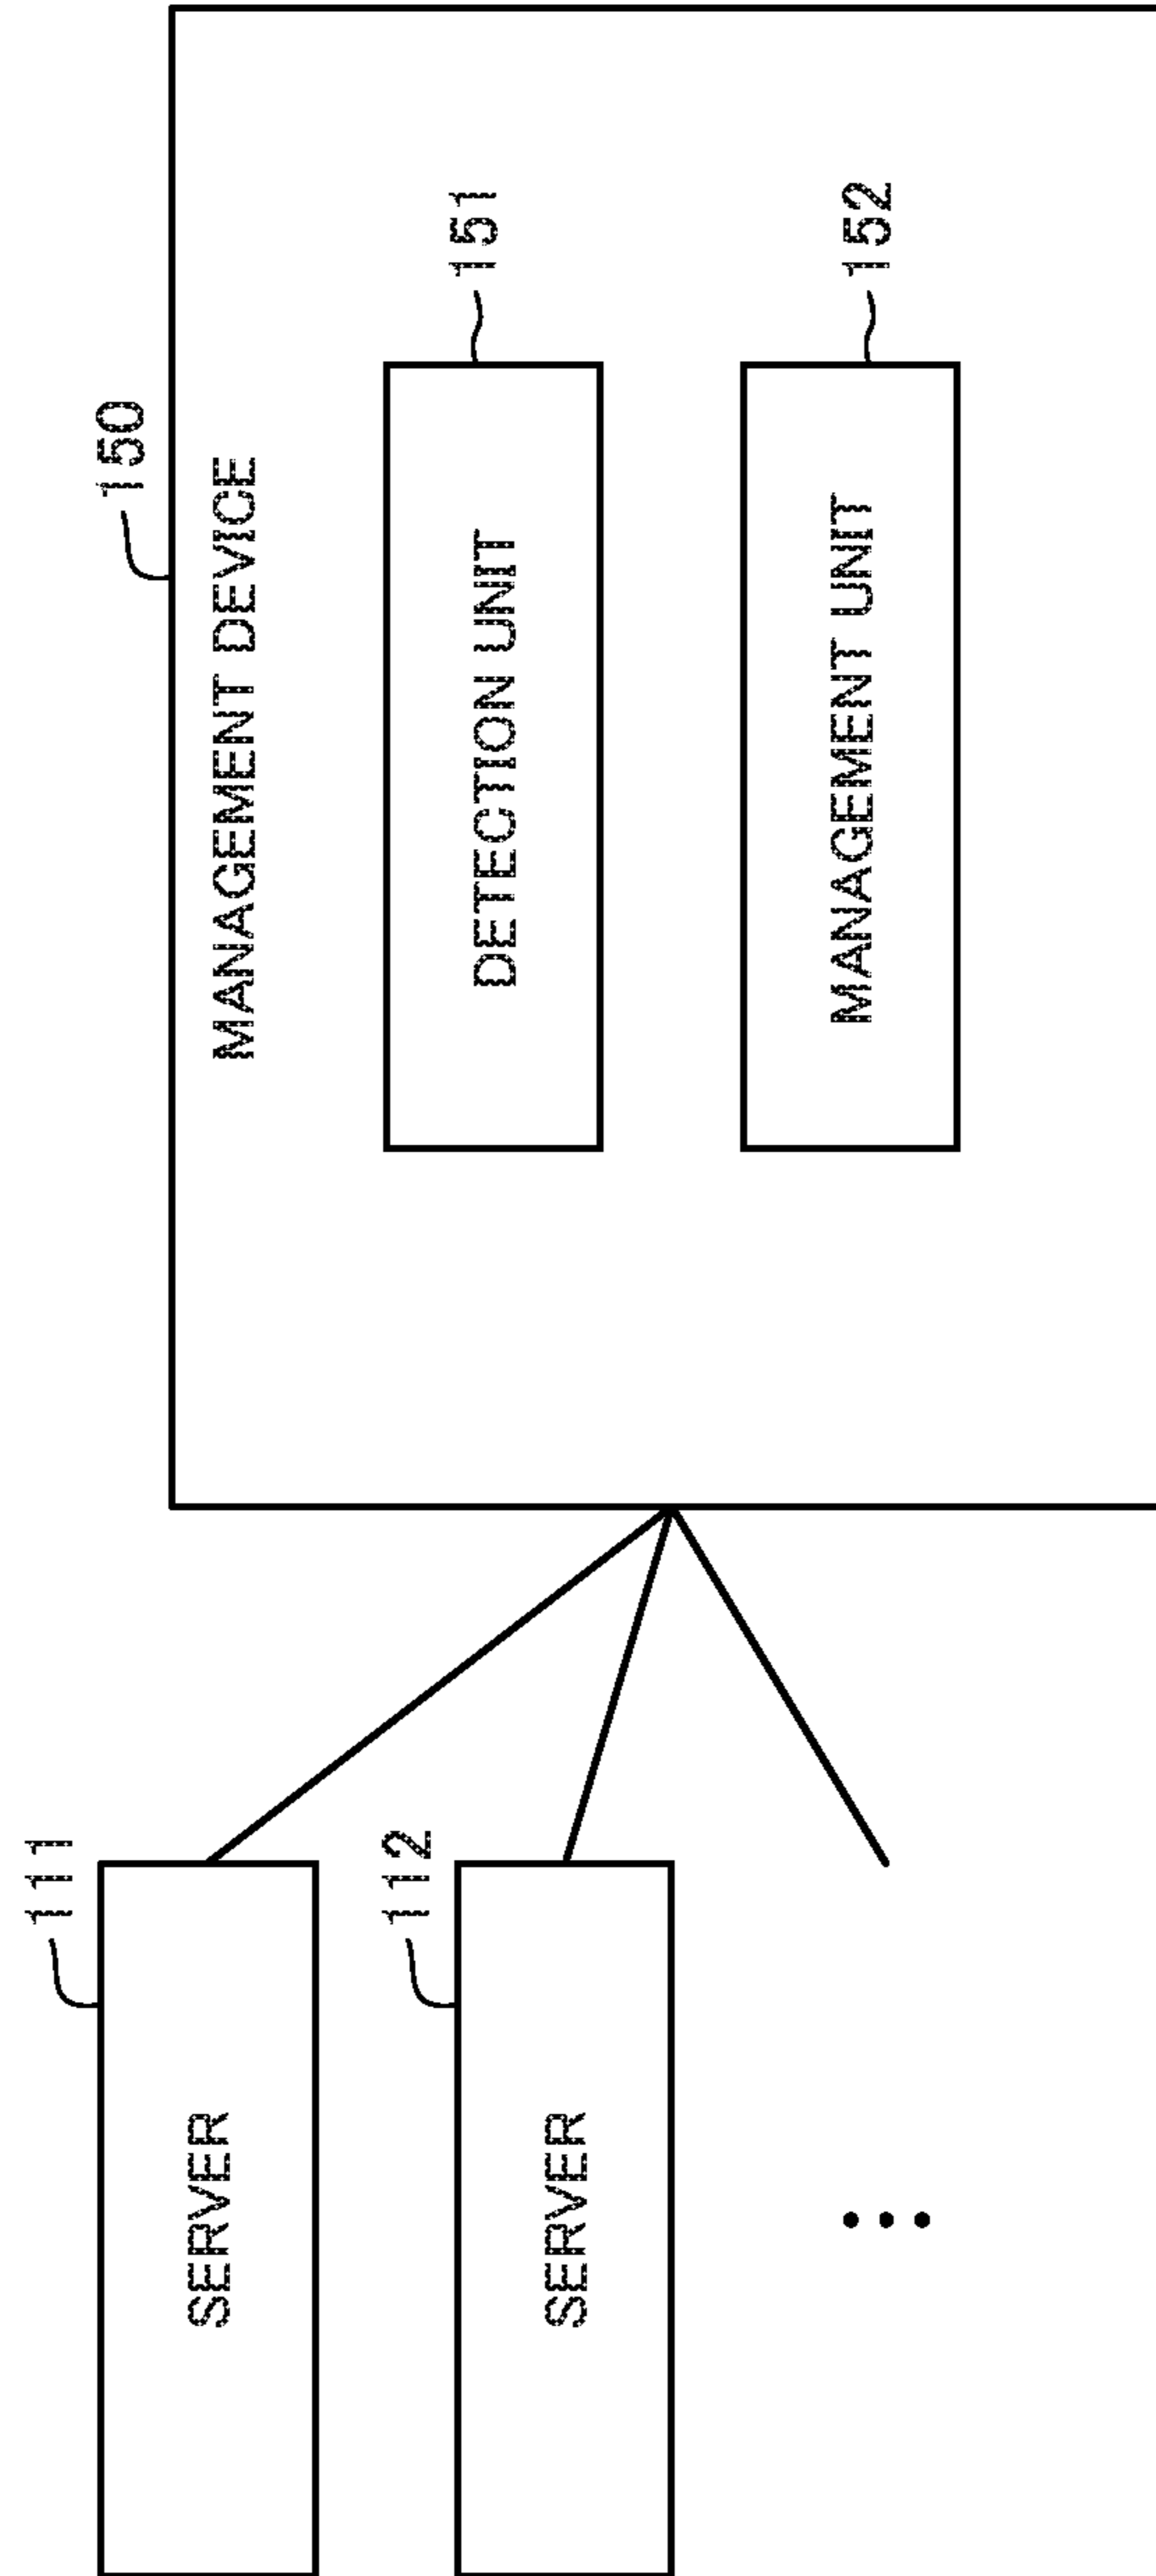 111
SERVER
112
SERVER
150
MANAGEMENT DEVICE
151
DETECTION UNIT
152
MANAGEMENT UNIT